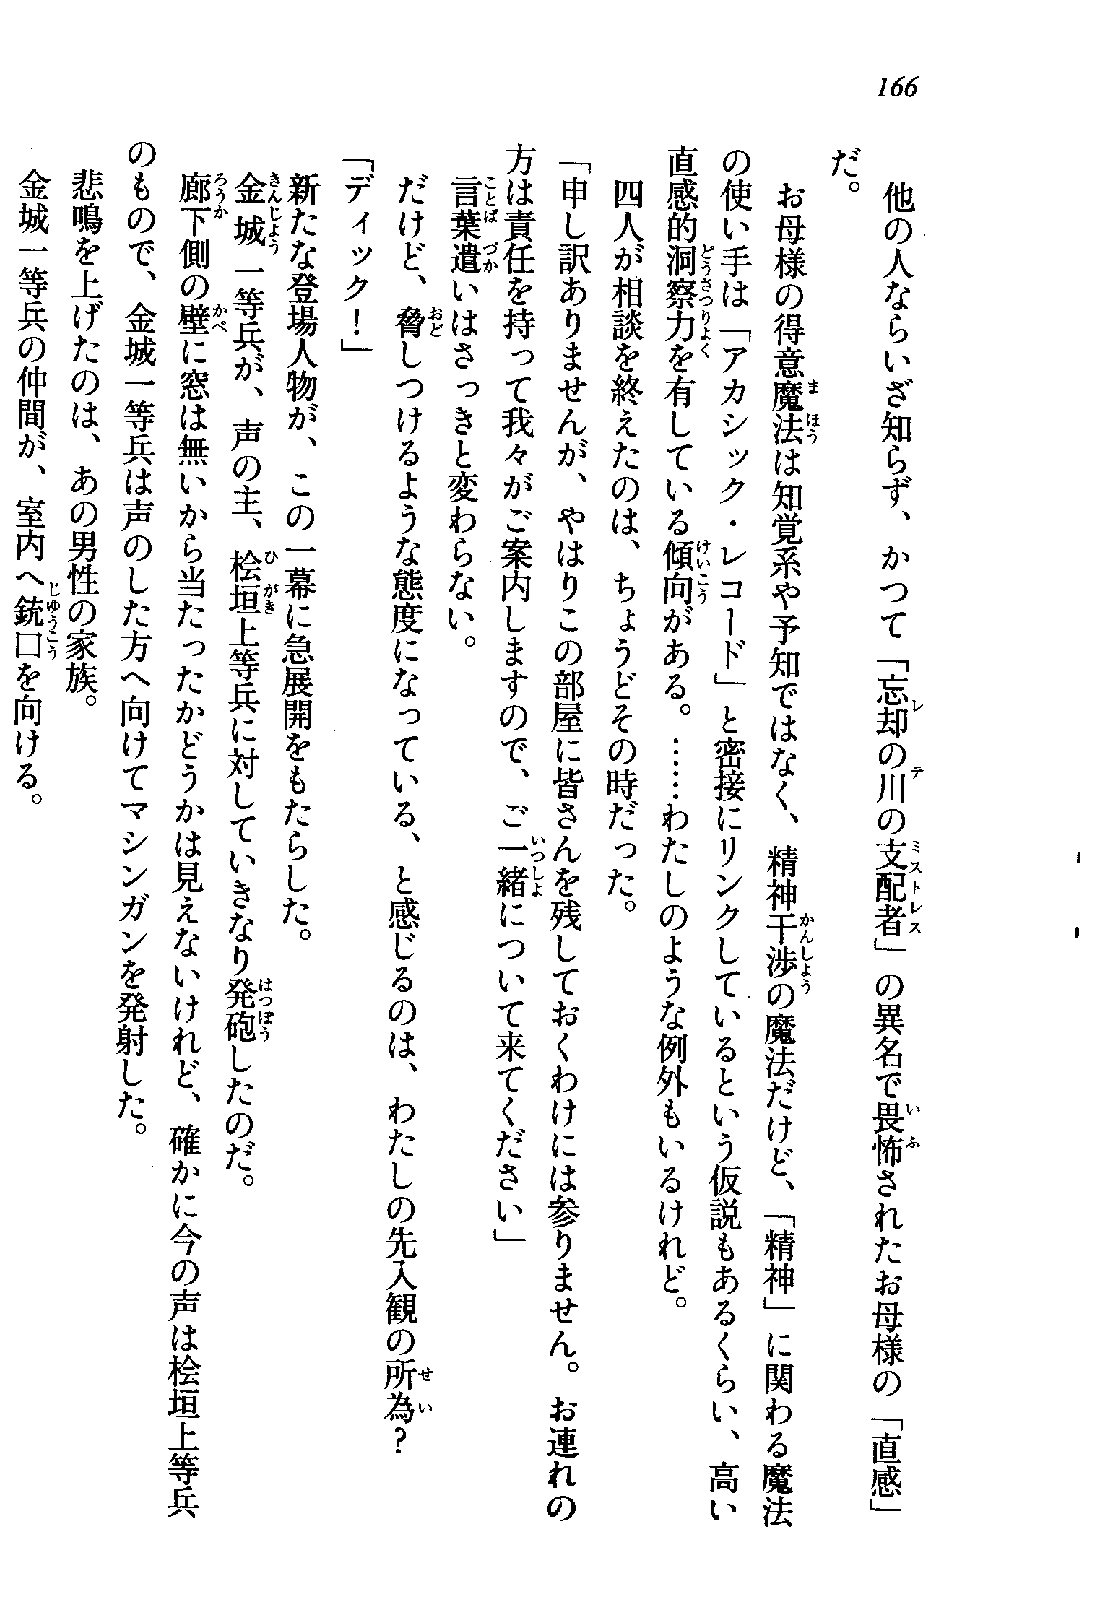 166
他の人ならいざ知らず、かつて「忘却の川の支配者」の異名で畏怖されたお母様の「直感」
だ。
お母様の得意魔法は知覚系や予知ではなく、精神干渉の魔法だけど、「精神」に関わる魔法
の使い手は「アカシック・レコード」と密接にリンクしているという仮説もあるくらい、高い
直感的洞察力を有している傾向がある。……わたしのような例外もいるけれど。
四人が相談を終えたのは、ちょうどその時だった。
「申し訳ありませんが、やはりこの部屋に皆さんを残しておくわけには参りません。お連れの
方は責任を持って我々がご案内しますので、ご一緒について来てください」
言葉遣いはさっきと変わらない。
だけど、脅しつけるような態度になっている、と感じるのは、わたしの先入観の所為？
「ディック！」
新たな登場人物が、この一幕に急展開をもたらした。
金城一等兵が、声の主、桧垣上等兵に対していきなり発砲したのだ。
廊下側の壁に窓は無いから当たったかどうかは見えないけれど、確かに今の声は桧垣上等兵
のもので、金城一等兵は声のした方へ向けてマシンガンを発射した。
悲鳴を上げたのは、あの男性の家族。
金城一等兵の仲間が、室内へ銃口を向ける。